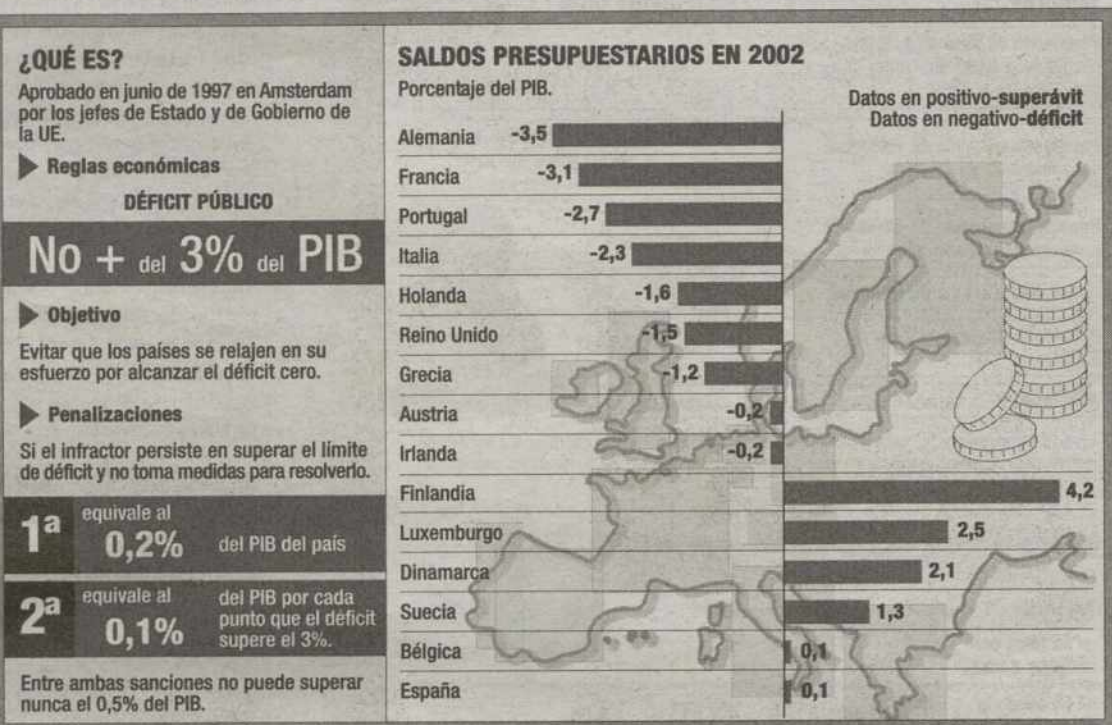 ¿QUÉ ES?
Aprobado en junio de 1997 en Amsterdam
por los jefes de Estado y de Gobierno de
la UE.
Reglas económicas
DÉFICIT PÚBLICO
No + del 3% del PIB
Objetivo
Evitar que los países se relajen en su
esfuerzo por alcanzar el déficit cero.
Penalizaciones
Si el infractor persiste en superar el límite
de déficit y no toma medidas para resolverlo.
1ª equivale al
0,2% del PIB del país
2ª equivale al
0,1% del PIB por cada
punto que el déficit
supere el 3%.
Entre ambas sanciones no puede superar
nunca el 0,5% del PIB.
SALDOS PRESUPUESTARIOS EN 2002
Porcentaje del PIB.
Datos en positivo-superávit
Datos en negativo-déficit
Alemania -3,5
Francia -3,1
Portugal -2,7
Italia -2,3
Holanda -1,6
Reino Unido -1,5
Grecia -1,2
Austria -0,2
Irlanda -0,2
Finlandia 4,2
Luxemburgo 2,5
Dinamarca 2,1
Suecia 1,3
Bélgica 0,1
España 0,1